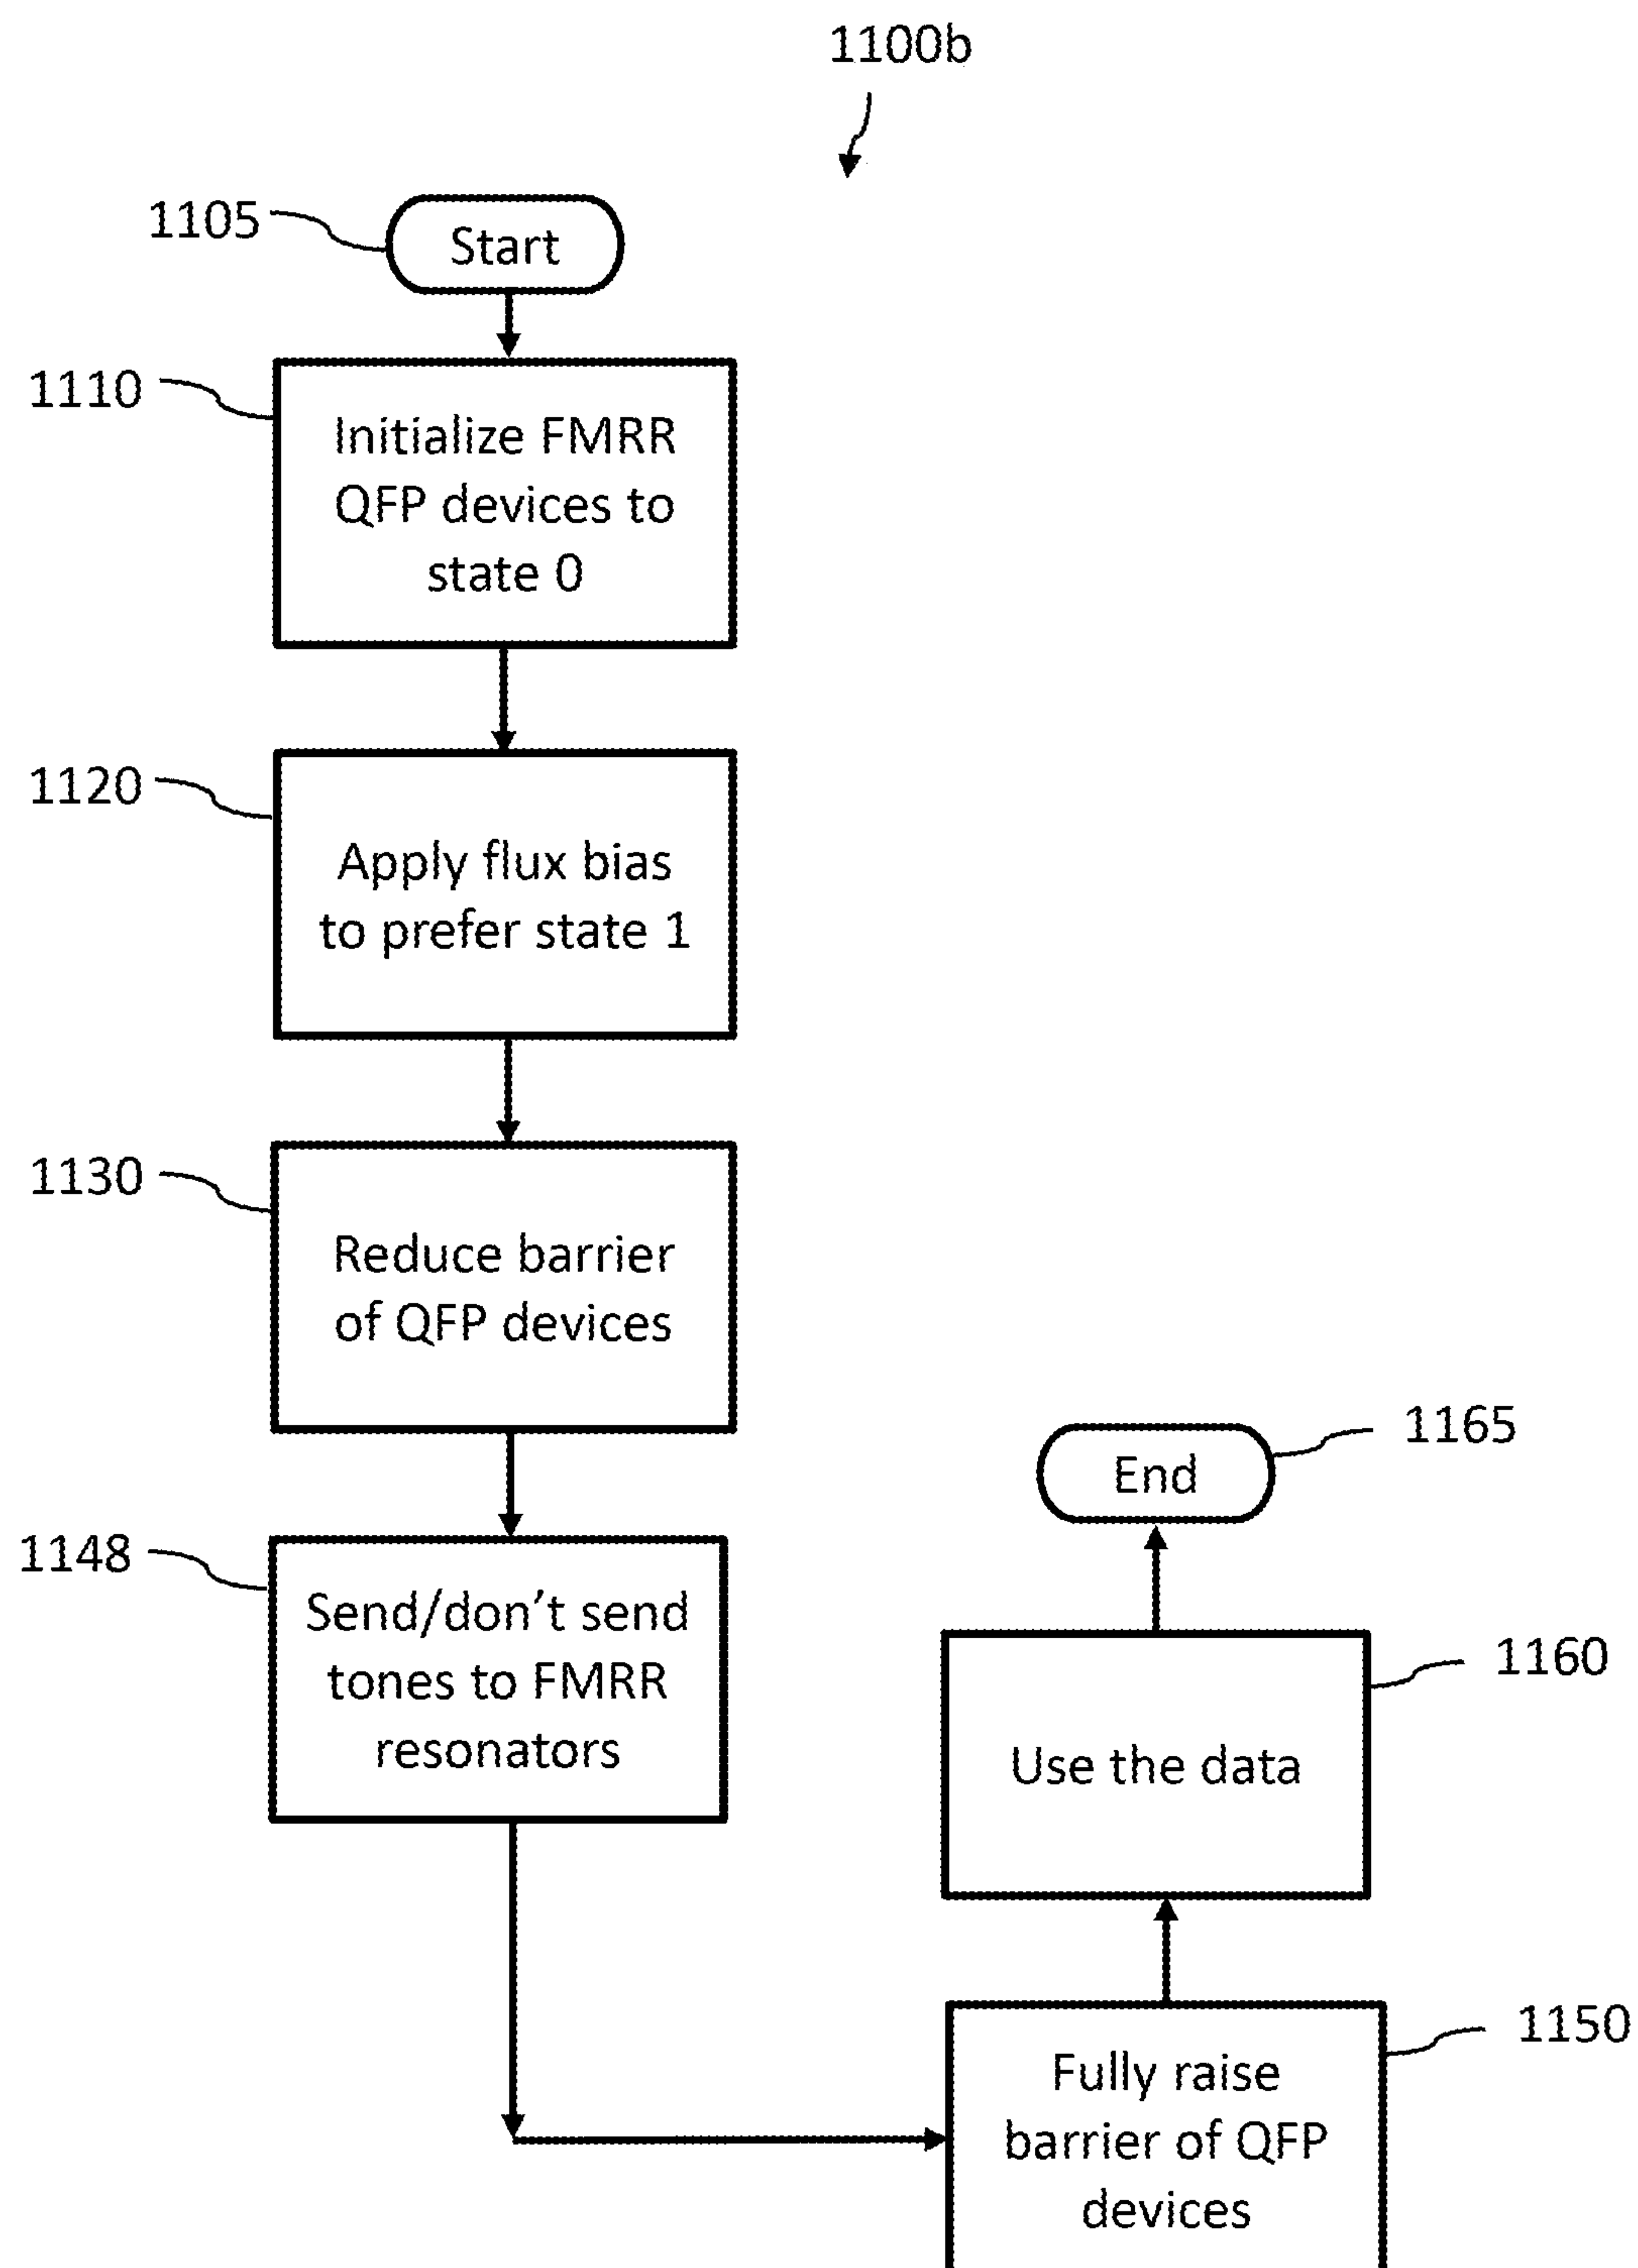 1100b
1105
Start
1110
Initialize FMRR
QFP devices to
state 0
1120
Apply flux bias
to prefer state 1
1130
Reduce barrier
of QFP devices
1148
Send/don't send
tones to FMRR
resonators
1165
End
1160
Use the data
1150
Fully raise
barrier of QFP
devices